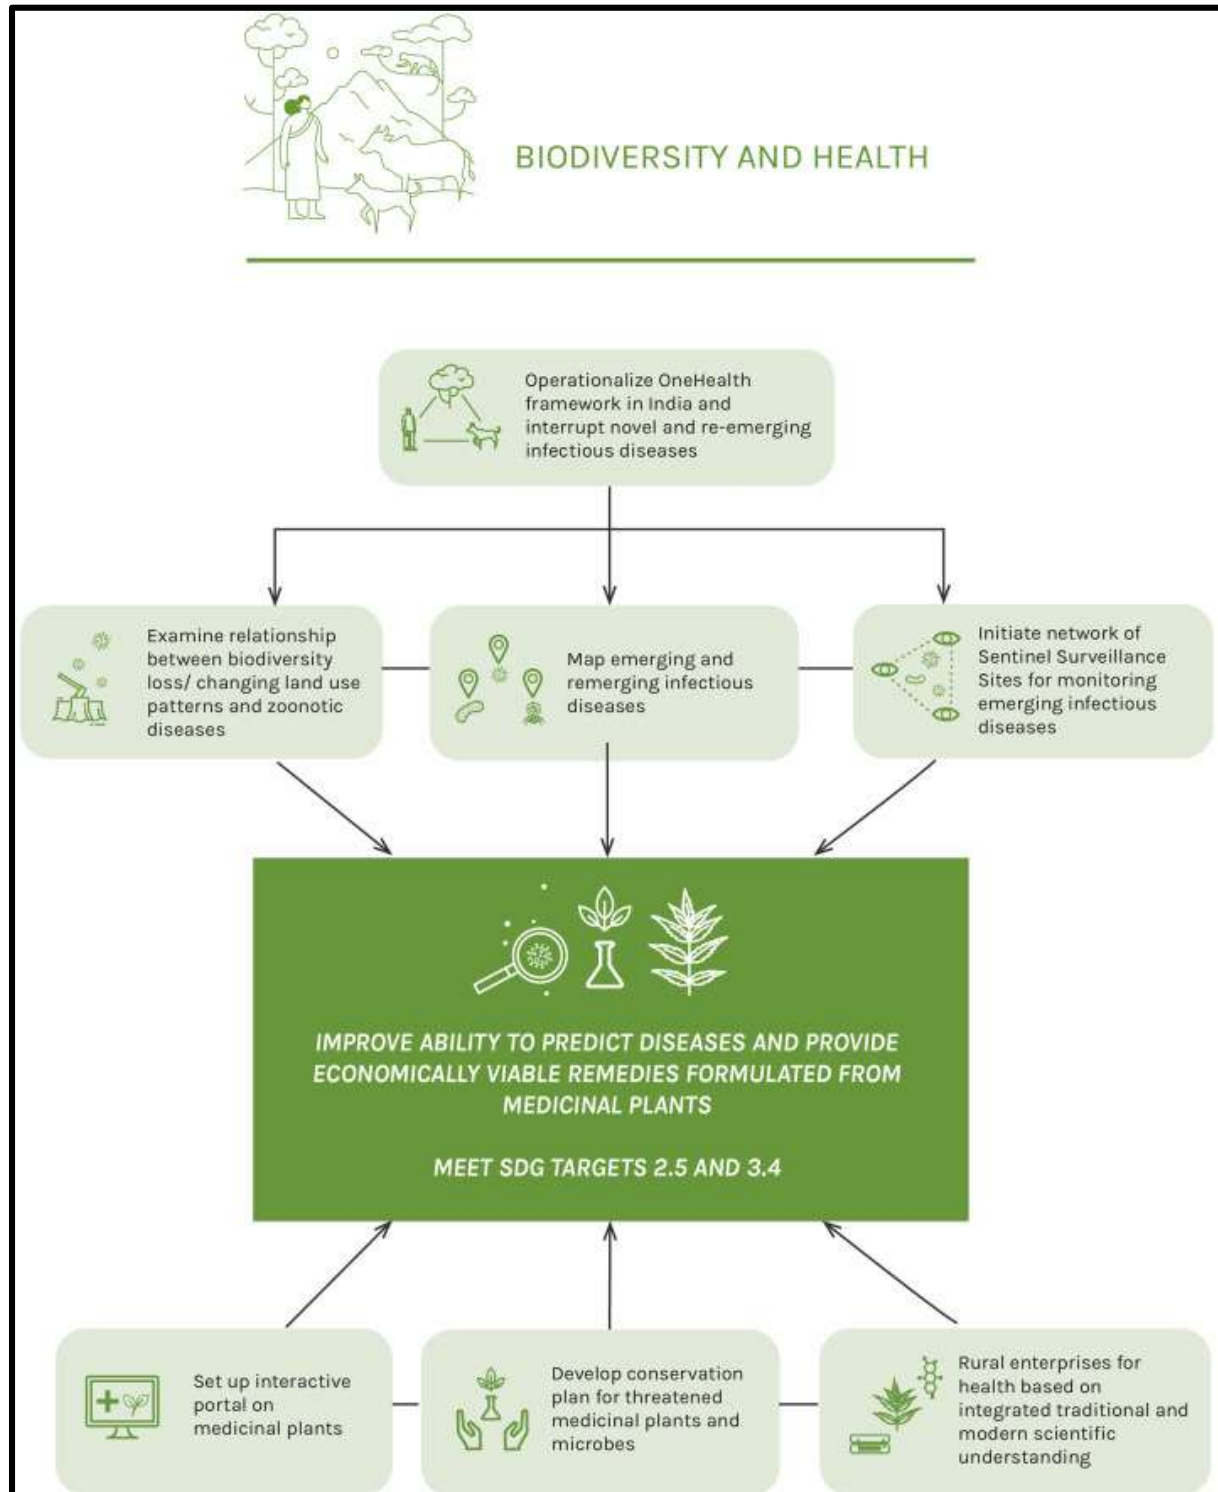 BIODIVERSITY AND HEALTH
Operationalize OneHealth
framework in India and
interrupt novel and re-emerging
infectious diseases
Examine relationship
between biodiversity
loss/ changing land use
patterns and zoonotic
diseases
Map emerging and
remerging infectious
diseases
Initiate network of
Sentinel Surveillance
Sites for monitoring
emerging infectious
diseases
IMPROVE ABILITY TO PREDICT DISEASES AND PROVIDE
ECONOMICALLY VIABLE REMEDIES FORMULATED FROM
MEDICINAL PLANTS
MEET SDG TARGETS 2.5 AND 3.4
Set up interactive
portal on
medicinal plants
Develop conservation
plan for threatened
medicinal plants and
microbes
Rural enterprises for
health based on
integrated traditional and
modern scientific
understanding